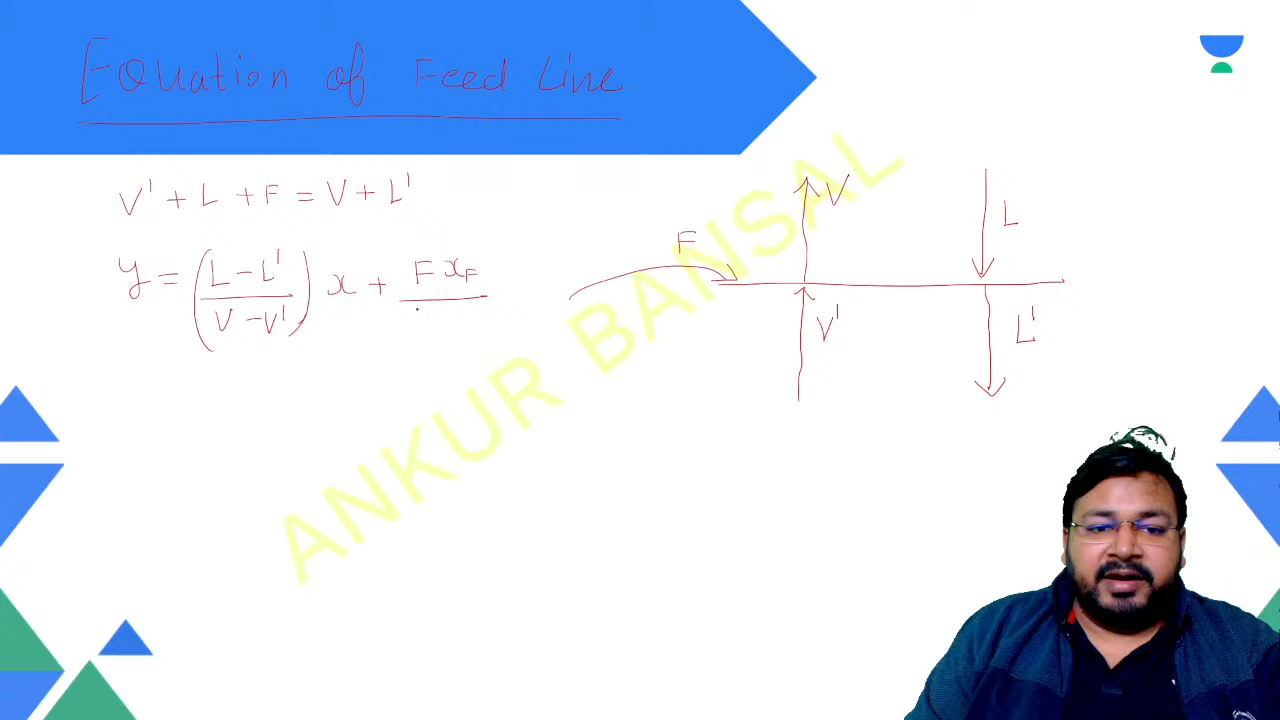 Equation of Feed Line
V' + L + F = V + L'
y = (L - L' / V - V') x + F x_F /
F
V
L
V'
L'
ANKUR BANSAL